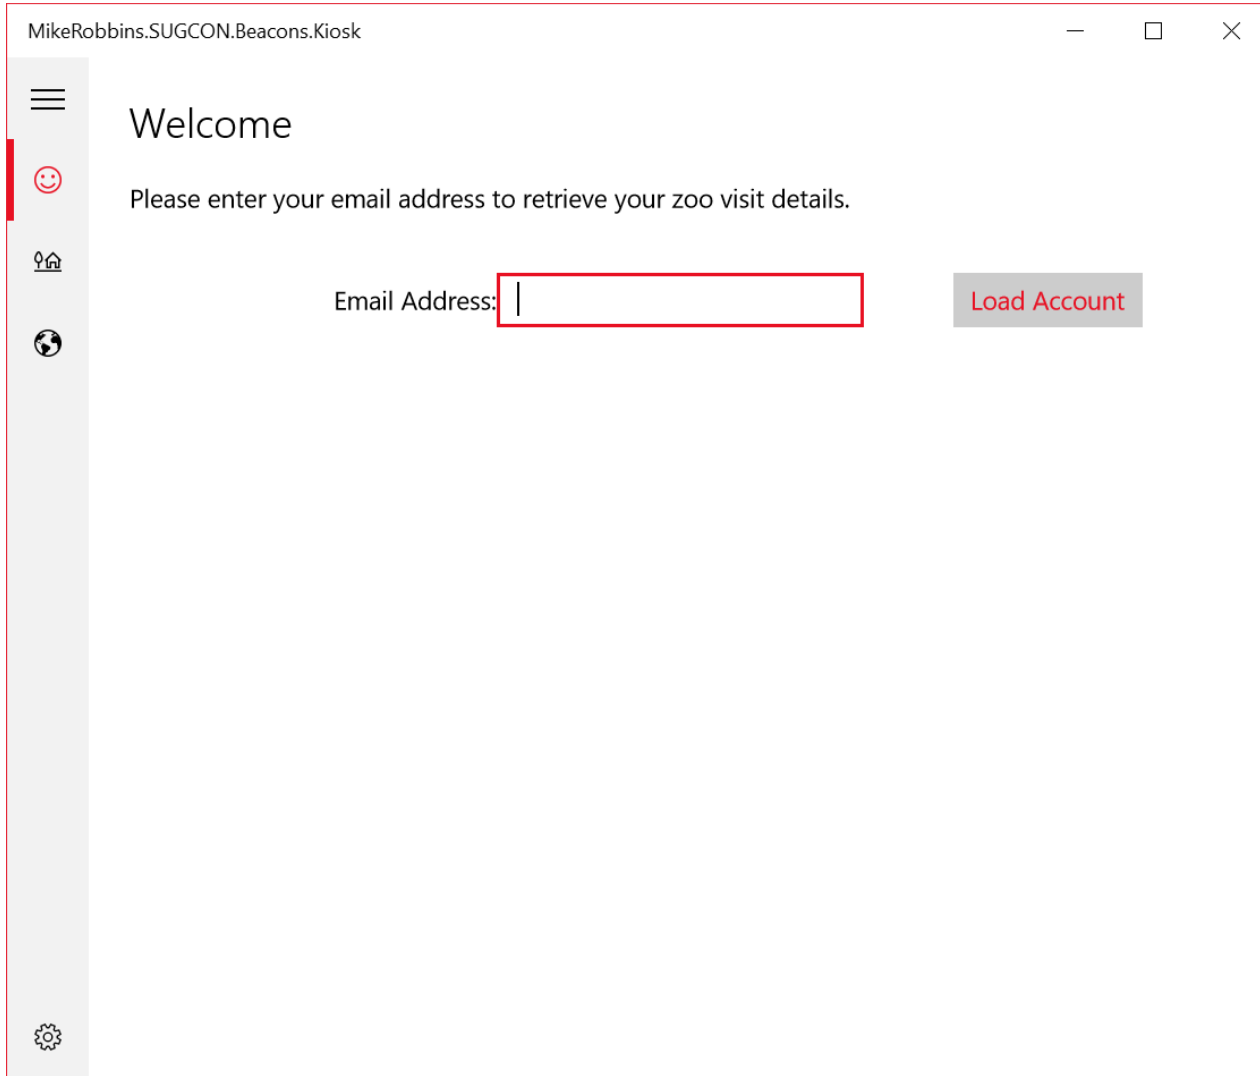 MikeRobbins.SUGCON.Beacons.Kiosk
Welcome
Please enter your email address to retrieve your zoo visit details.
Email Address:
Load Account